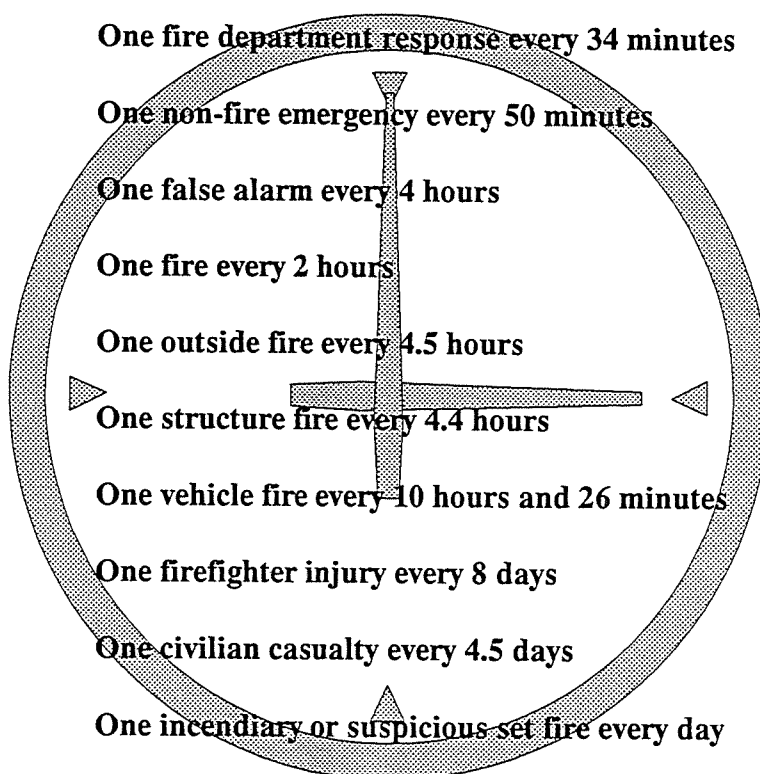 One fire department response every 34 minutes
One non-fire emergency every 50 minutes
One false alarm every 4 hours
One fire every 2 hours
One outside fire every 4.5 hours
One structure fire every 4.4 hours
One vehicle fire every 10 hours and 26 minutes
One firefighter injury every 8 days
One civilian casualty every 4.5 days
One incendiary or suspicious set fire every day